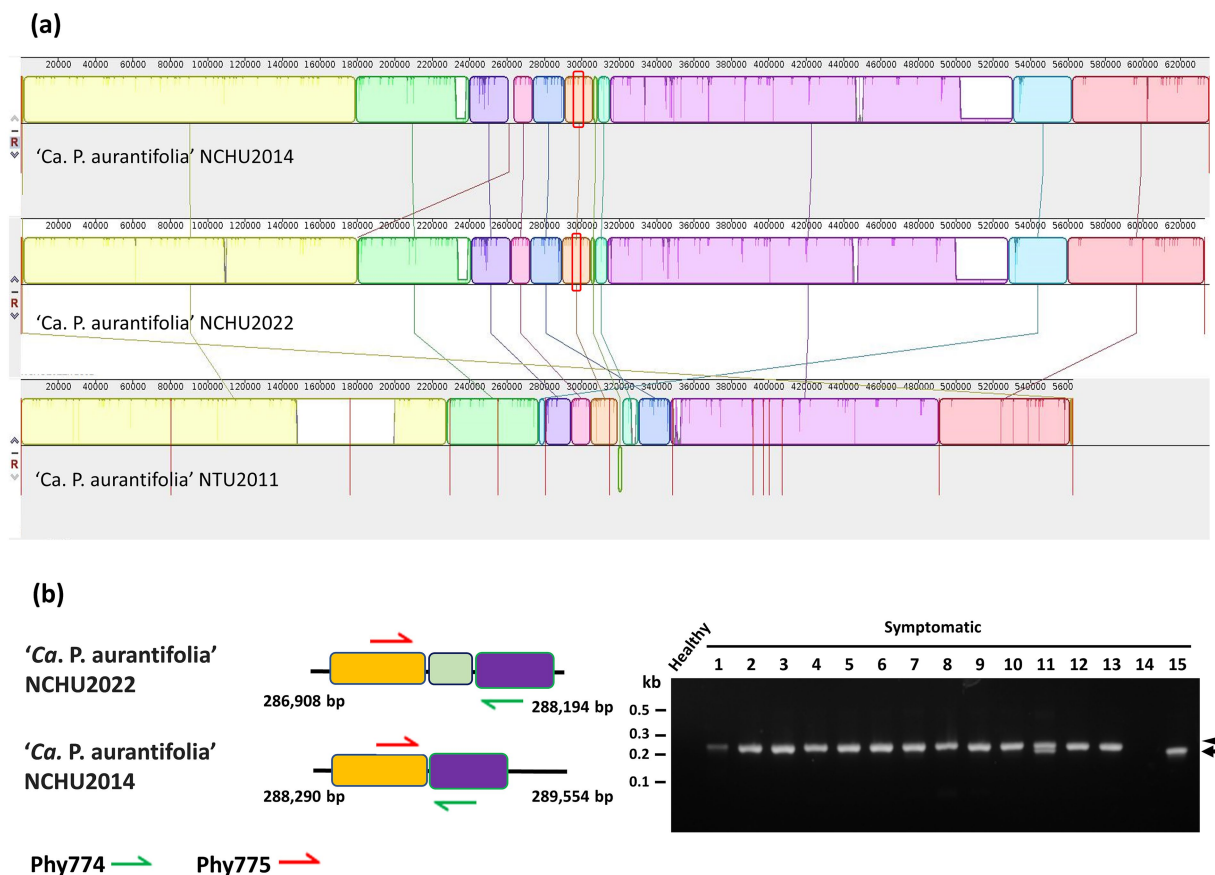 (a)
20000 40000 60000 80000 100000 120000 140000 160000 180000 200000 220000 240000 260000 280000 300000 320000 340000 360000 380000 400000 420000 440000 460000 480000 500000 520000 540000 560000 580000 600000 620000
R
‘Ca. P. aurantifolia’ NCHU2014
20000 40000 60000 80000 100000 120000 140000 160000 180000 200000 220000 240000 260000 280000 300000 320000 340000 360000 380000 400000 420000 440000 460000 480000 500000 520000 540000 560000 580000 600000 620000
R
‘Ca. P. aurantifolia’ NCHU2022
20000 40000 60000 80000 100000 120000 140000 160000 180000 200000 220000 240000 260000 280000 300000 340000 360000 380000 400000 420000 440000 460000 480000 500000 520000 540000
R
‘Ca. P. aurantifolia’ NTU2011
(b)
‘Ca. P. aurantifolia’
NCHU2022
286,908 bp
288,194 bp
‘Ca. P. aurantifolia’
NCHU2014
288,290 bp
289,554 bp
Phy774 Phy775
Healthy
Symptomatic
1 2 3 4 5 6 7 8 9 10 11 12 13 14 15
kb
0.5
0.3
0.2
0.1